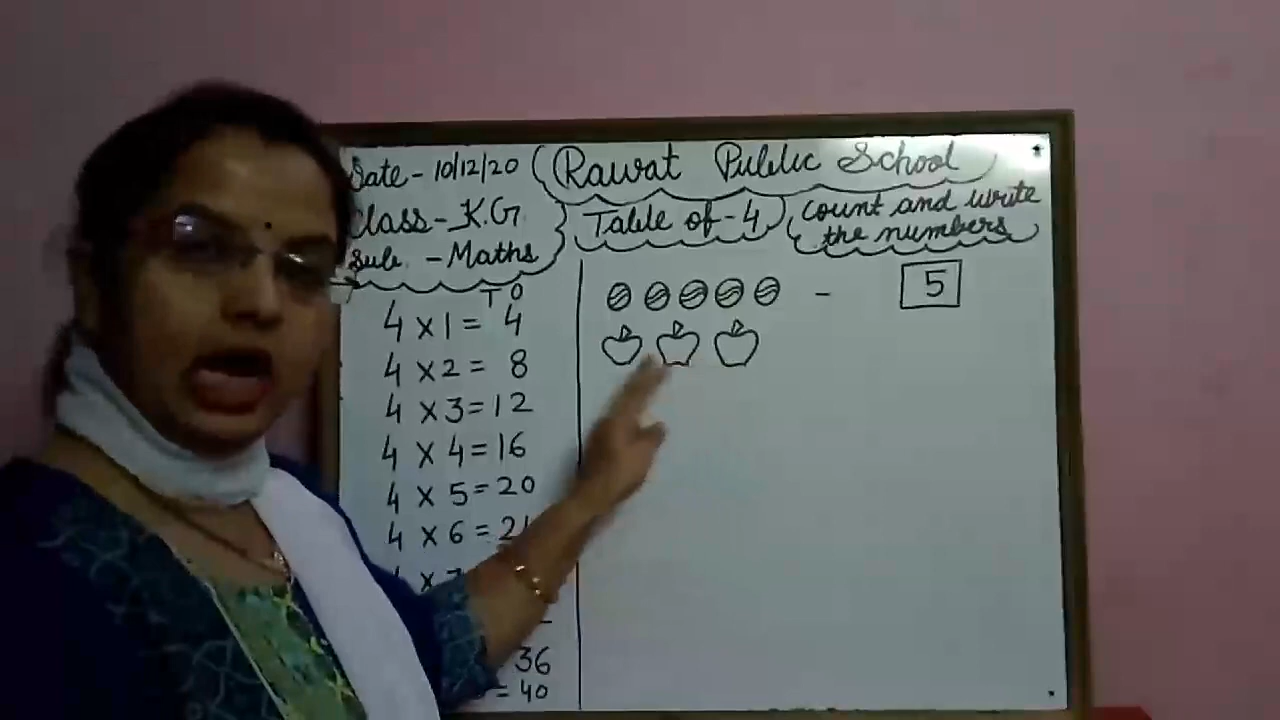 Date - 10/12/20
Rawat Public School
Class - K.G
Table of - 4
count and write
the numbers
Sub - Maths
T O
4 x 1 = 4
4 x 2 = 8
4 x 3 = 12
4 x 4 = 16
4 x 5 = 20
4 x 6 = 2
4 x
36
= 40
- 5